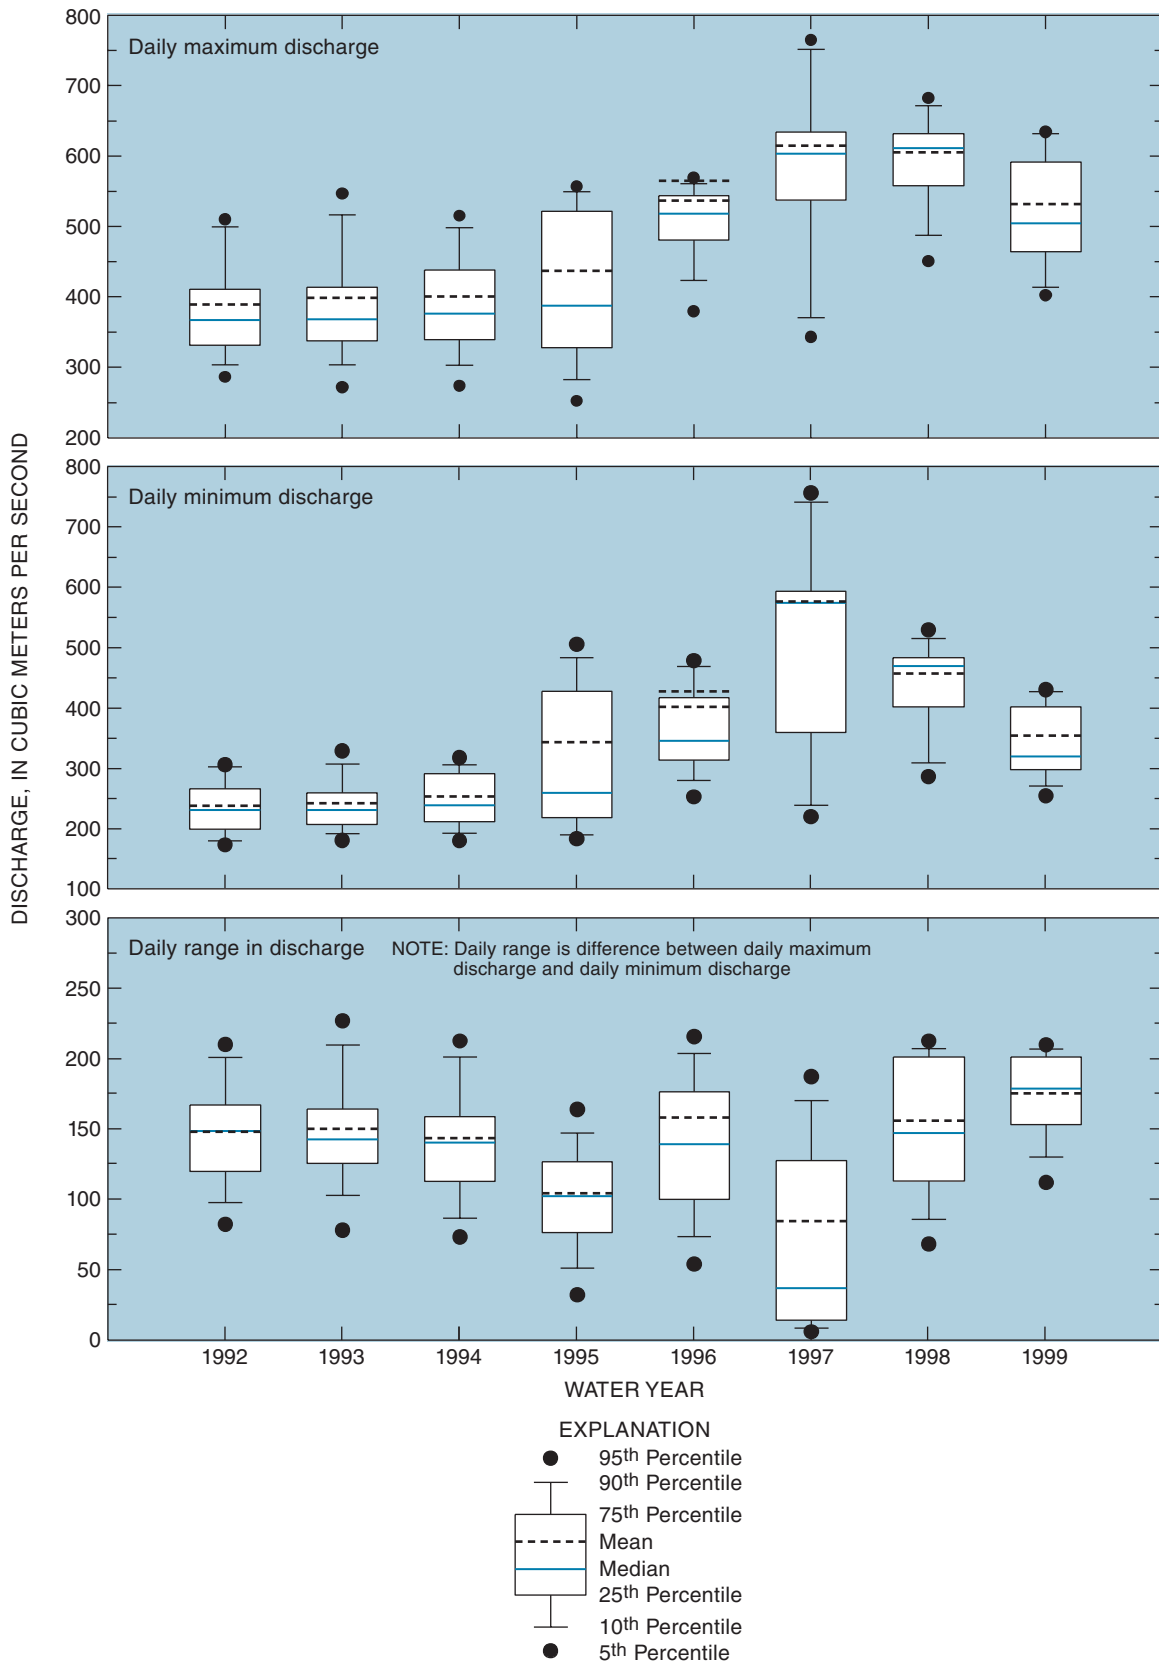 DISCHARGE, IN CUBIC METERS PER SECOND
Daily maximum discharge
800
700
600
500
400
300
200
Daily minimum discharge
800
700
600
500
400
300
200
100
Daily range in discharge
NOTE: Daily range is difference between daily maximum
discharge and daily minimum discharge
300
250
200
150
100
50
0
1992 1993 1994 1995 1996 1997 1998 1999
WATER YEAR
EXPLANATION
95th Percentile
90th Percentile
75th Percentile
Mean
Median
25th Percentile
10th Percentile
5th Percentile